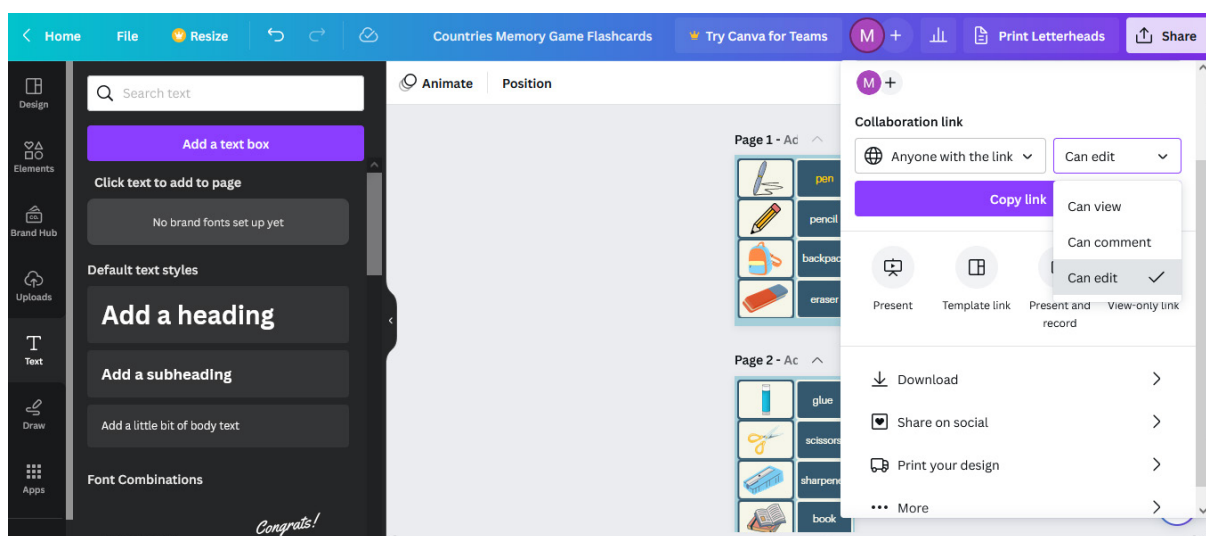 Home File Resize Countries Memory Game Flashcards Try Canva for Teams M + Print Letterheads Share
Design
Elements
Brand Hub
Uploads
Text
Draw
Apps
Search text
Add a text box
Click text to add to page
No brand fonts set up yet
Default text styles
Add a heading
Add a subheading
Add a little bit of body text
Font Combinations
Congrats!
Animate Position
Page 1 - Ad
pen
pencil
backpac
eraser
Page 2 - Ad
glue
scissors
sharpene
book
M +
Collaboration link
Anyone with the link Can edit
Copy link
Can view
Can comment
Can edit
Present
Template link
Present and
record
View-only link
Download
Share on social
Print your design
More